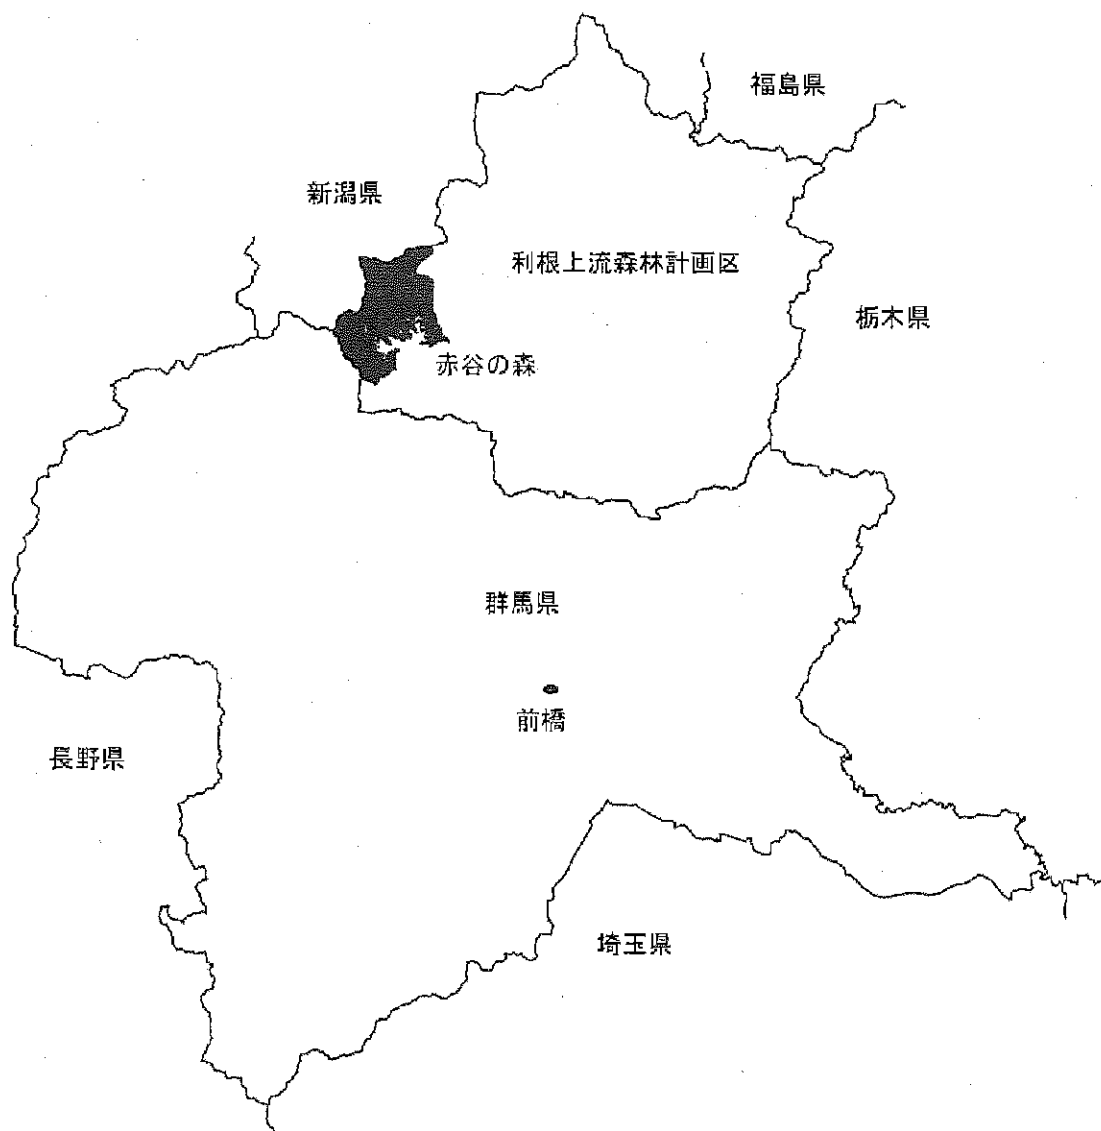 福島県
新潟県
利根上流森林計画区
栃木県
赤谷の森
群馬県
前橋
長野県
埼玉県